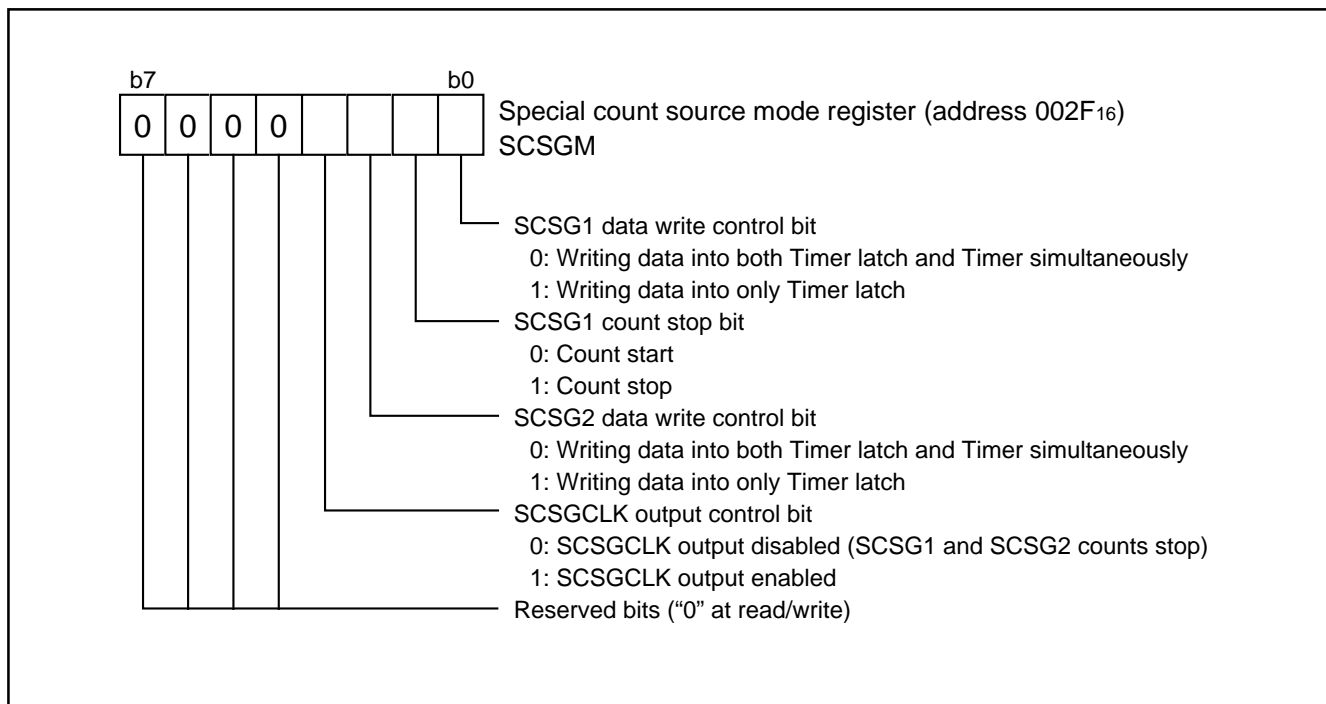 b7 b0
0 0 0 0
Special count source mode register (address 002F16)
SCSGM
SCSG1 data write control bit
0: Writing data into both Timer latch and Timer simultaneously
1: Writing data into only Timer latch
SCSG1 count stop bit
0: Count start
1: Count stop
SCSG2 data write control bit
0: Writing data into both Timer latch and Timer simultaneously
1: Writing data into only Timer latch
SCSGCLK output control bit
0: SCSGCLK output disabled (SCSG1 and SCSG2 counts stop)
1: SCSGCLK output enabled
Reserved bits (“0” at read/write)